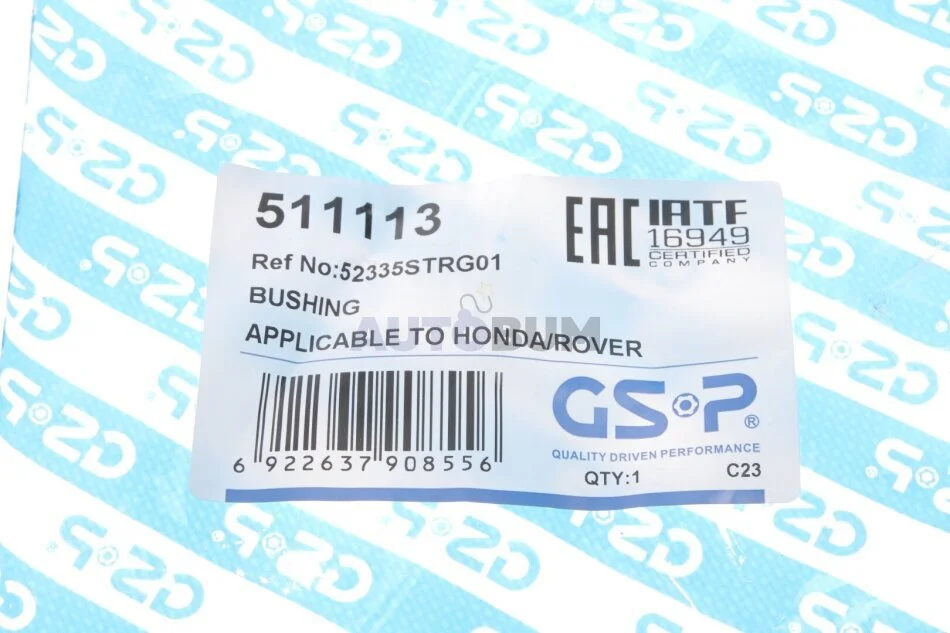 511113
Ref No:52335STRG01
BUSHING
APPLICABLE TO HONDA/ROVER
EAC
IATF
16949
CERTIFIED
COMPANY
AUTOBUM
6 922637 908556
GSP®
QUALITY DRIVEN PERFORMANCE
QTY:1
C23